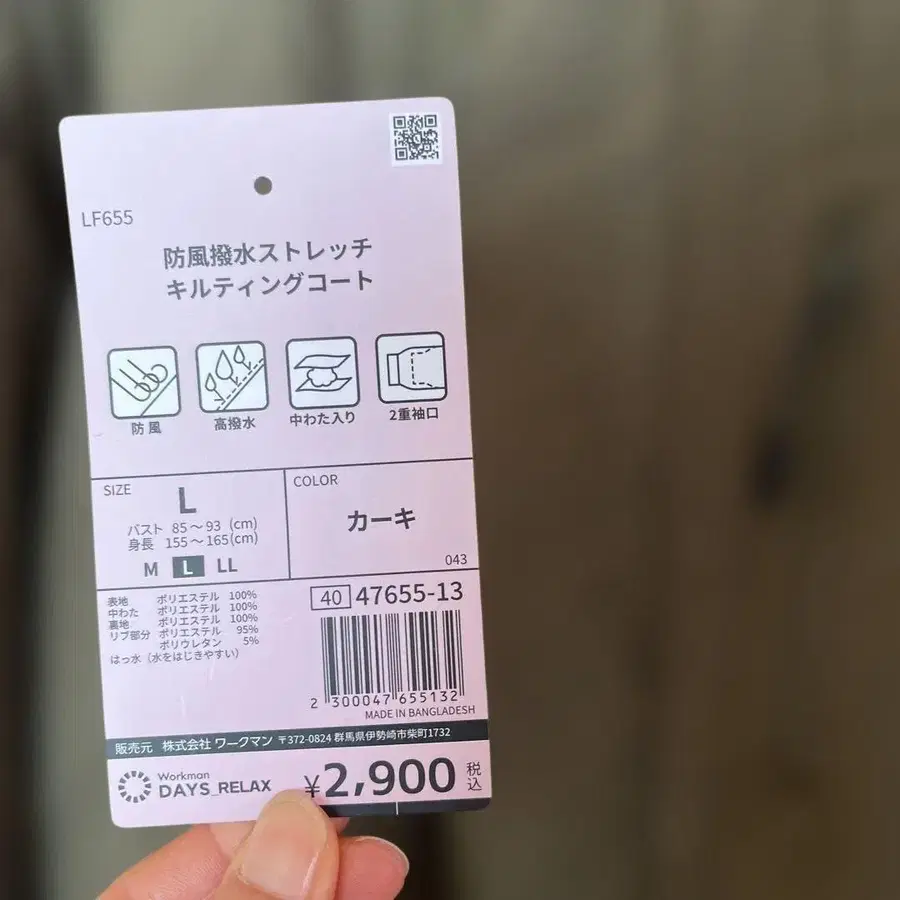 LF655
防風撥水ストレッチ
キルティングコート
防風 高撥水 中わた入り 2重袖口
SIZE
L
バスト 85～93 (cm)
身長 155～165(cm)
M L LL
COLOR
カーキ
043
表地 ポリエステル 100%
中わた ポリエステル 100%
裏地 ポリエステル 100%
リブ部分 ポリエステル 95%
ポリウレタン 5%
はっ水（水をはじきやすい）
40 47655-13
2 300047 655132
MADE IN BANGLADESH
販売元 株式会社 ワークマン 〒372-0824 群馬県伊勢崎市柴町1732
Workman
DAYS_RELAX
¥2,900 税込